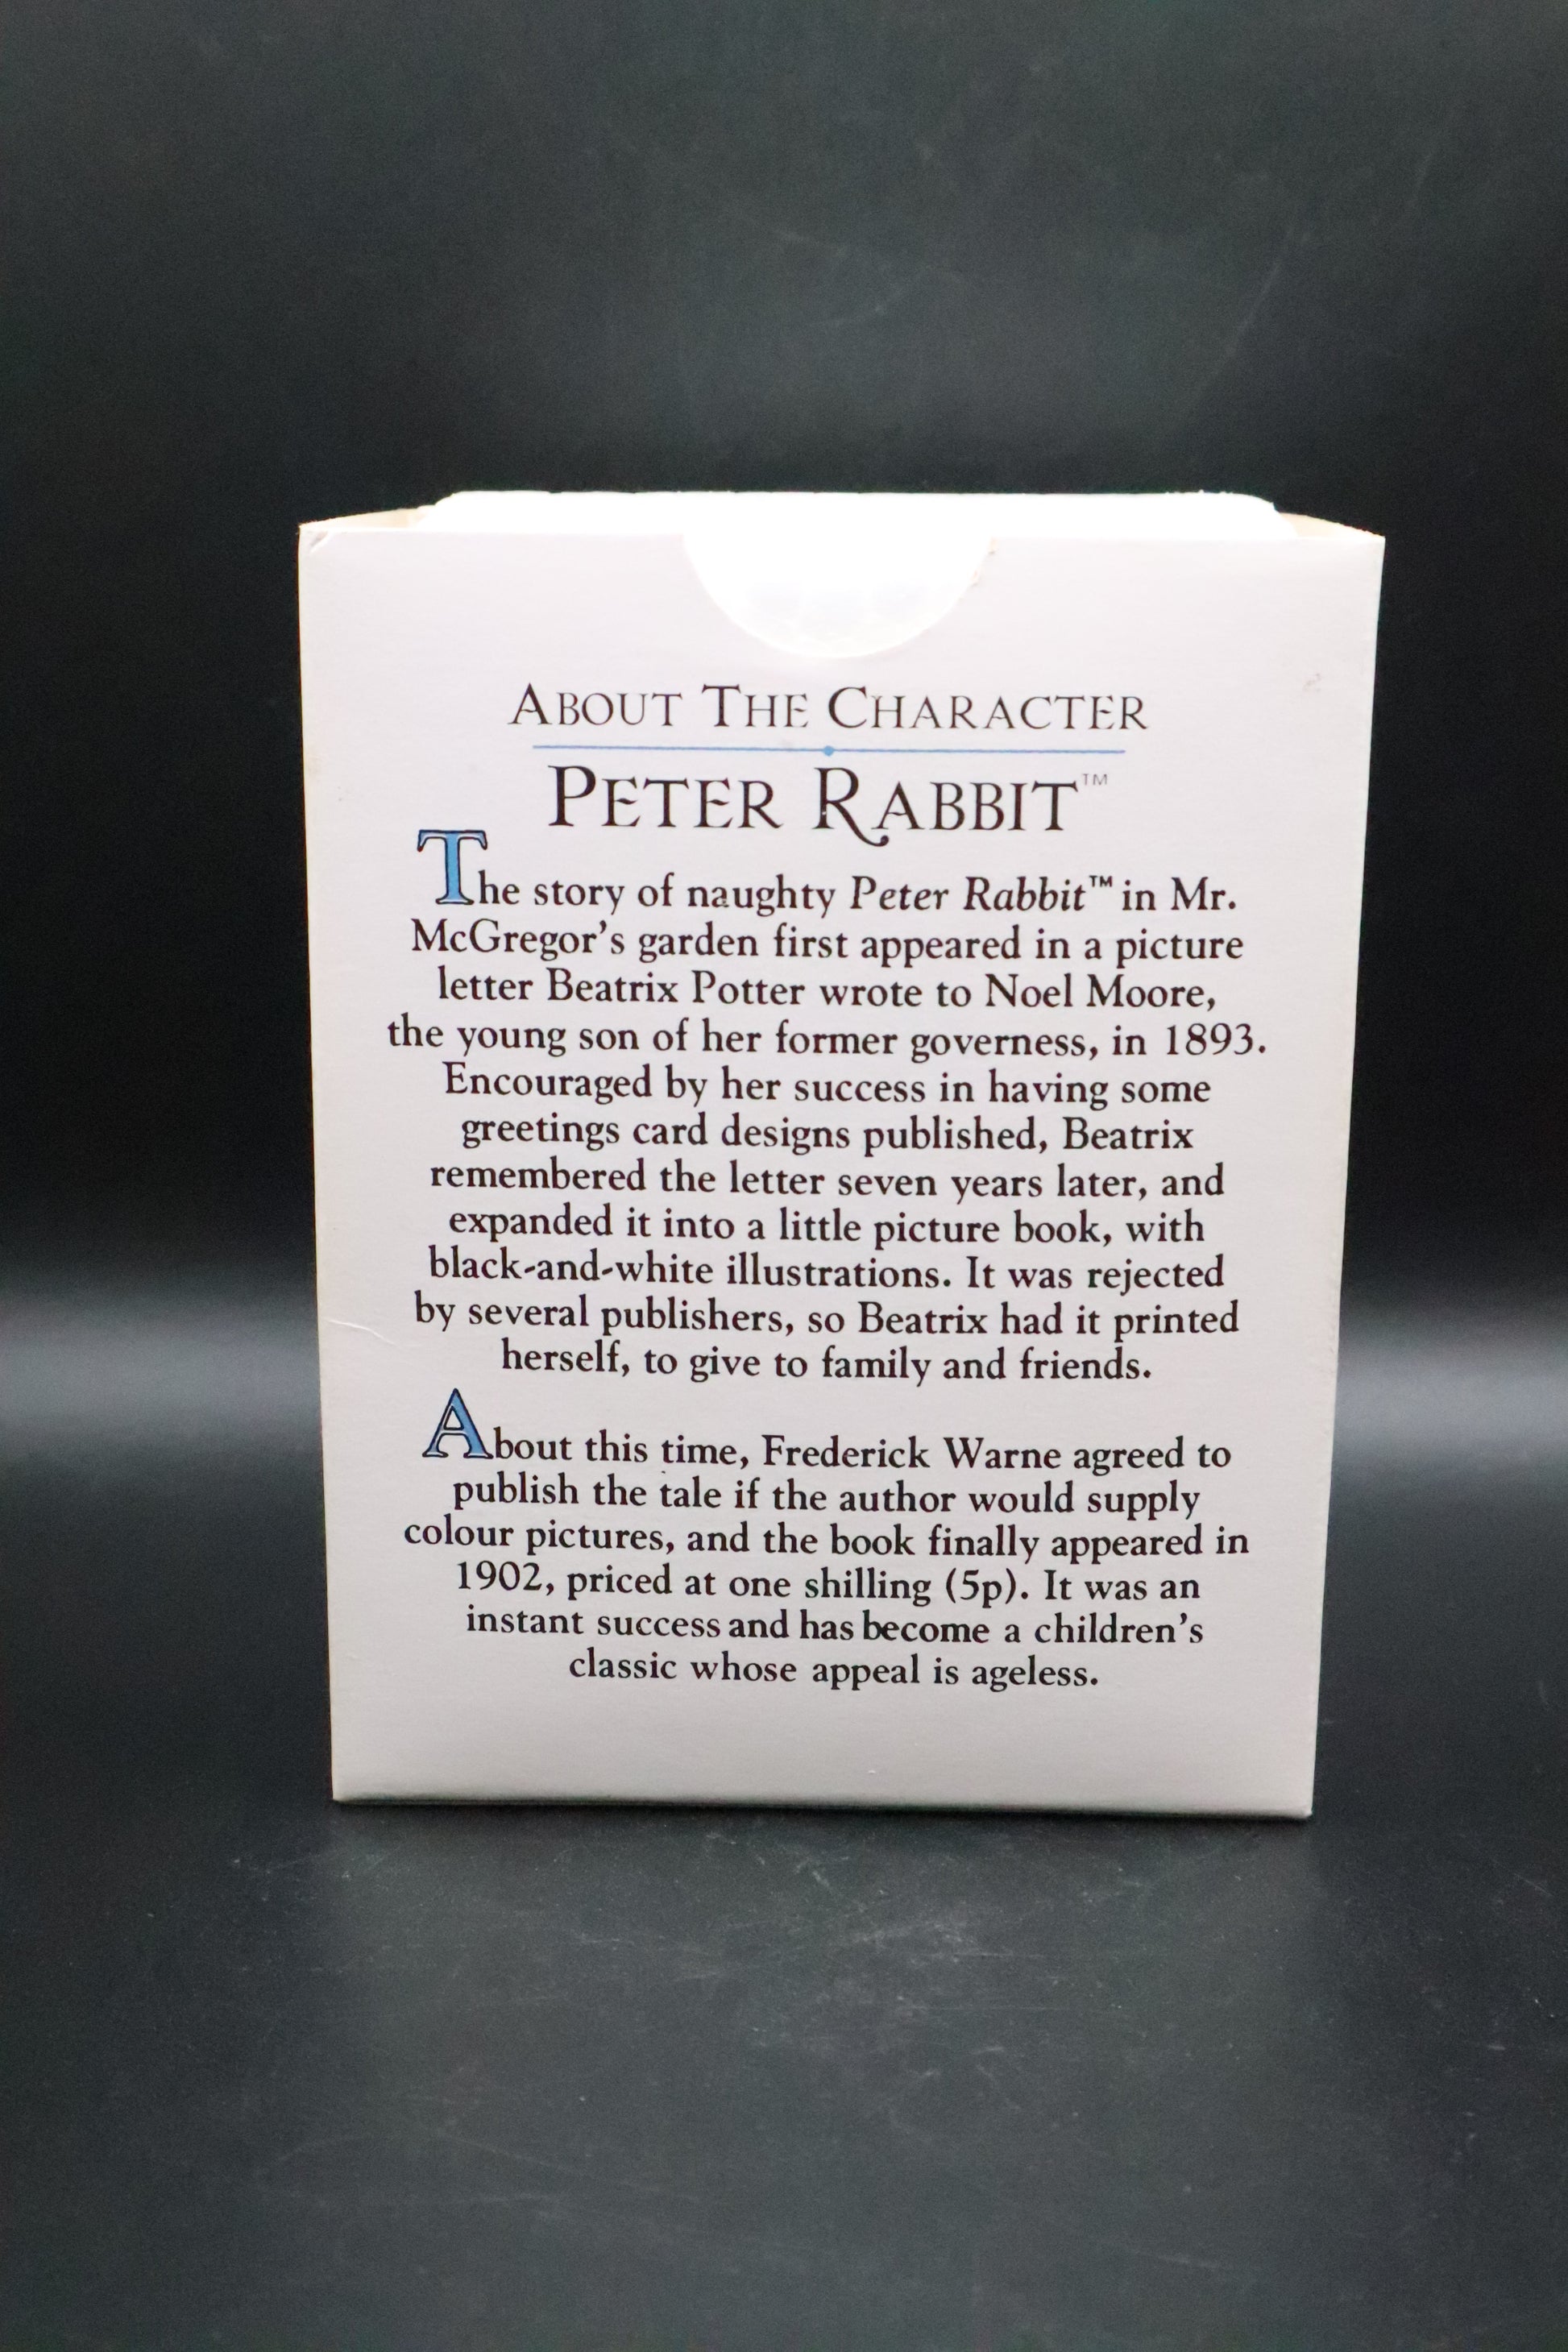 ABOUT THE CHARACTER
PETER RABBIT™
The story of naughty Peter Rabbit™ in Mr.
McGregor's garden first appeared in a picture
letter Beatrix Potter wrote to Noel Moore,
the young son of her former governess, in 1893.
Encouraged by her success in having some
greetings card designs published, Beatrix
remembered the letter seven years later, and
expanded it into a little picture book, with
black-and-white illustrations. It was rejected
by several publishers, so Beatrix had it printed
herself, to give to family and friends.
About this time, Frederick Warne agreed to
publish the tale if the author would supply
colour pictures, and the book finally appeared in
1902, priced at one shilling (5p). It was an
instant success and has become a children's
classic whose appeal is ageless.